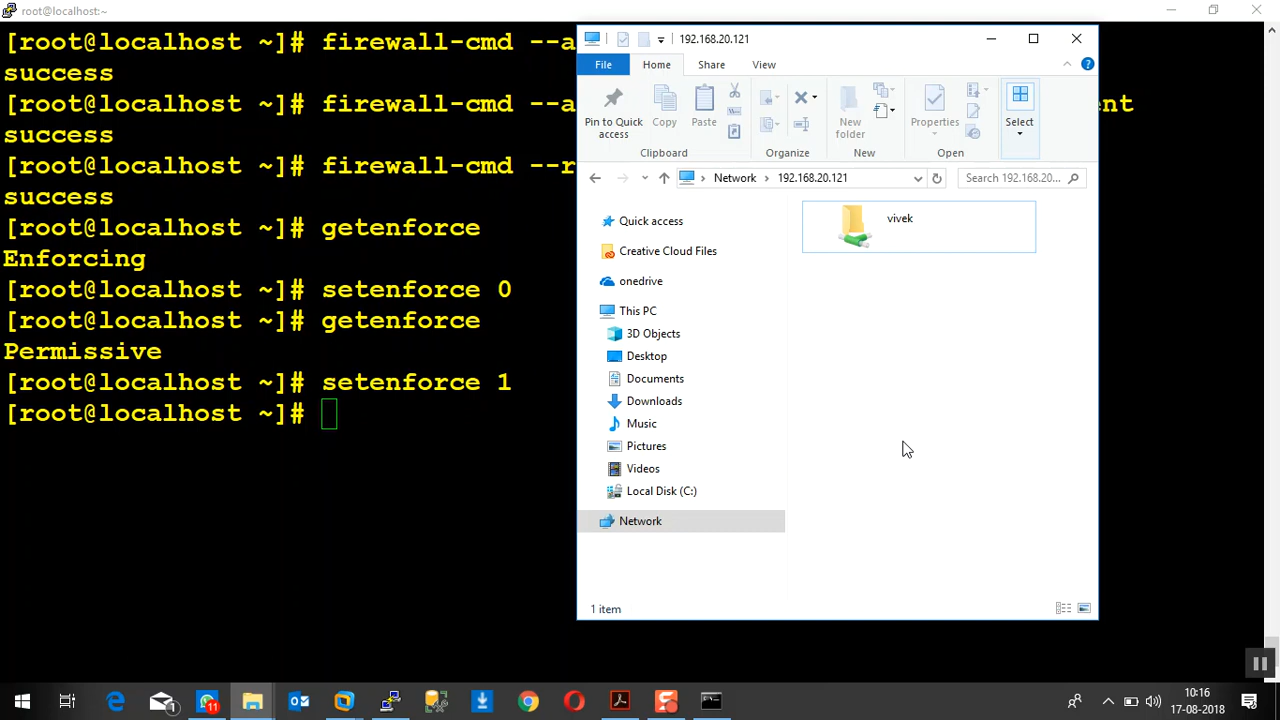 root@localhost:~
[root@localhost ~]# firewall-cmd --a
success
[root@localhost ~]# firewall-cmd --a
ent
success
[root@localhost ~]# firewall-cmd --r
success
[root@localhost ~]# getenforce
Enforcing
[root@localhost ~]# setenforce 0
[root@localhost ~]# getenforce
Permissive
[root@localhost ~]# setenforce 1
[root@localhost ~]#
192.168.20.121
File Home Share View
Pin to Quick access
Copy
Paste
New folder
Properties
Select
Clipboard Organize New Open
Network > 192.168.20.121
Search 192.168.20...
Quick access
Creative Cloud Files
onedrive
This PC
3D Objects
Desktop
Documents
Downloads
Music
Pictures
Videos
Local Disk (C:)
Network
vivek
1 item
1
11
10:16
17-08-2018